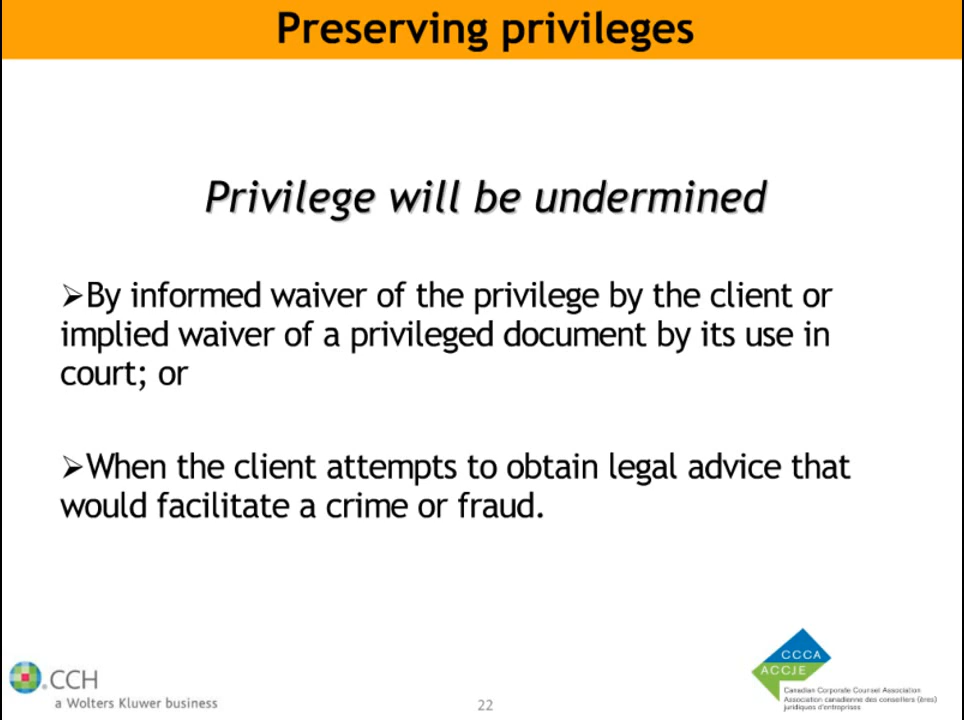 Preserving privileges
Privilege will be undermined
➢By informed waiver of the privilege by the client or
implied waiver of a privileged document by its use in
court; or
➢When the client attempts to obtain legal advice that
would facilitate a crime or fraud.
CCH
a Wolters Kluwer business
22
CCCA
ACCJE
Canadian Corporate Counsel Association
Association canadienne des conseillers (ères)
juridiques d'entreprises